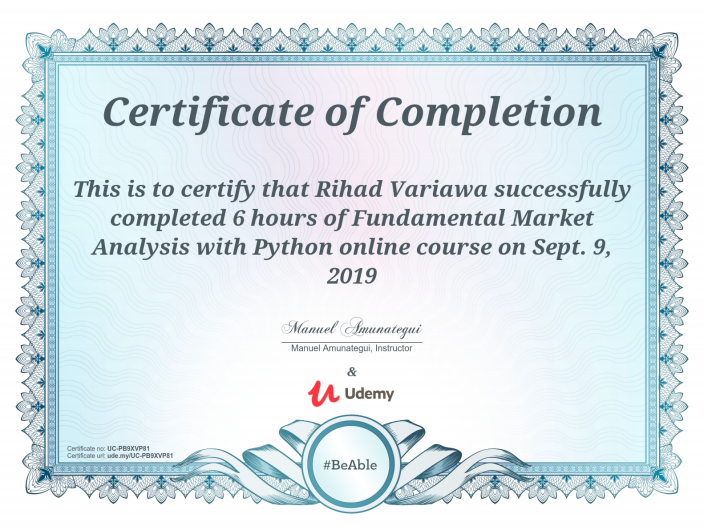 Certificate of Completion
This is to certify that Rihad Variawa successfully
completed 6 hours of Fundamental Market
Analysis with Python online course on Sept. 9,
2019
Manuel Amunategui
Manuel Amunategui, Instructor
&
Udemy
Certificate no: UC-PB9XVP81
Certificate url: ude.my/UC-PB9XVP81
#BeAble